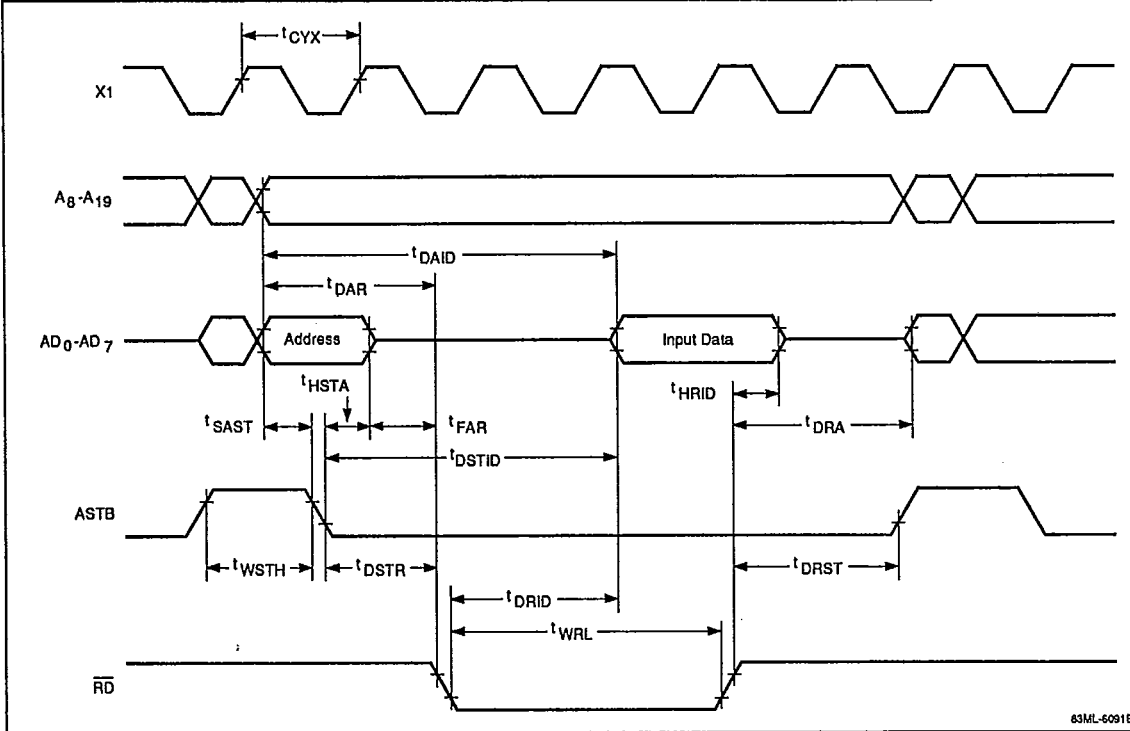 tCYX
X1
A8-A19
tDAID
tDAR
AD0-AD7
Address
Input Data
tHSTA
tHRID
tSAST
tFAR
tDRA
tDSTID
ASTB
tWSTH
tDSTR
tDRST
tDRID
tWRL
RD
83ML-6091B